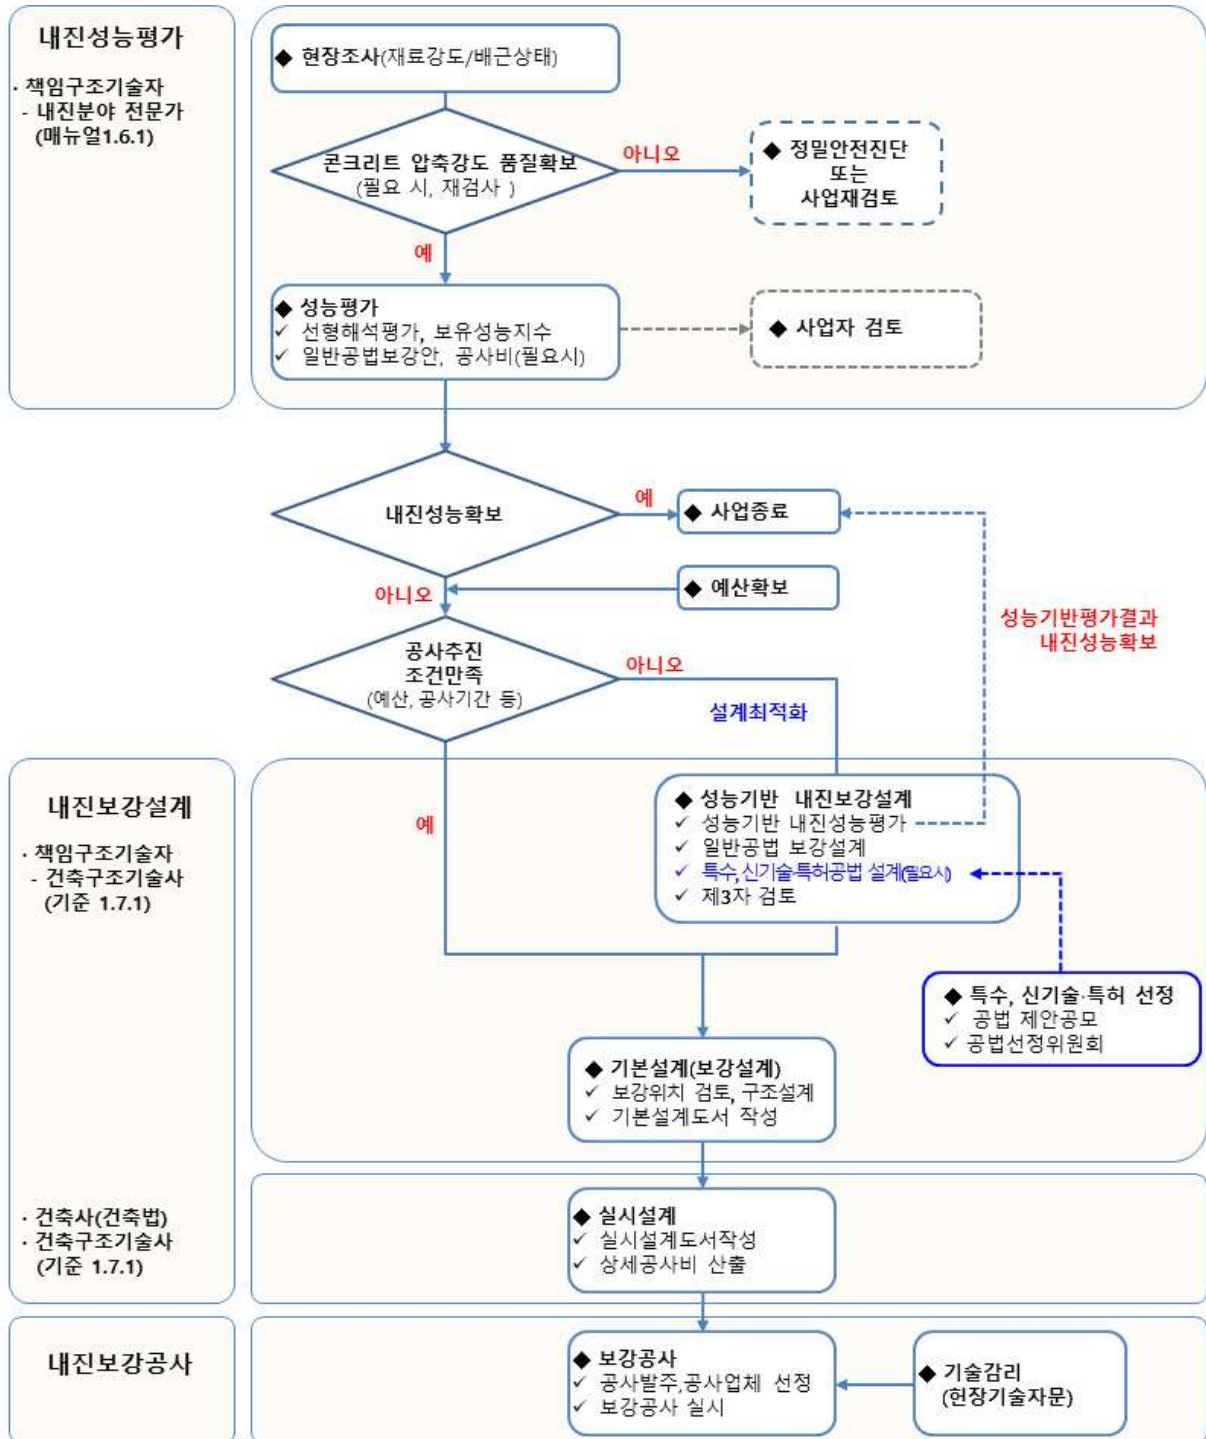 내진성능평가
· 책임구조기술자
- 내진분야 전문가
(매뉴얼1.6.1)
◆ 현장조사(재료강도/배근상태)
콘크리트 압축강도 품질확보
(필요 시, 재검사 )
아니오
◆ 정밀안전진단
또는
사업재검토
예
◆ 성능평가
✓ 선형해석평가, 보유성능지수
✓ 일반공법보강안, 공사비(필요시)
◆ 사업자 검토
내진성능확보
예
◆ 사업종료
아니오
◆ 예산확보
성능기반평가결과
내진성능확보
공사추진
조건만족
(예산, 공사기간 등)
아니오
설계최적화
예
내진보강설계
· 책임구조기술자
- 건축구조기술사
(기준 1.7.1)
◆ 성능기반 내진보강설계
✓ 성능기반 내진성능평가
✓ 일반공법 보강설계
✓ 특수, 신기술·특허공법 설계(필요시)
✓ 제3자 검토
◆ 특수, 신기술·특허 선정
✓ 공법 제안공모
✓ 공법선정위원회
◆ 기본설계(보강설계)
✓ 보강위치 검토, 구조설계
✓ 기본설계도서 작성
· 건축사(건축법)
· 건축구조기술사
(기준 1.7.1)
◆ 실시설계
✓ 실시설계도서작성
✓ 상세공사비 산출
내진보강공사
◆ 보강공사
✓ 공사발주,공사업체 선정
✓ 보강공사 실시
◆ 기술감리
(현장기술자문)